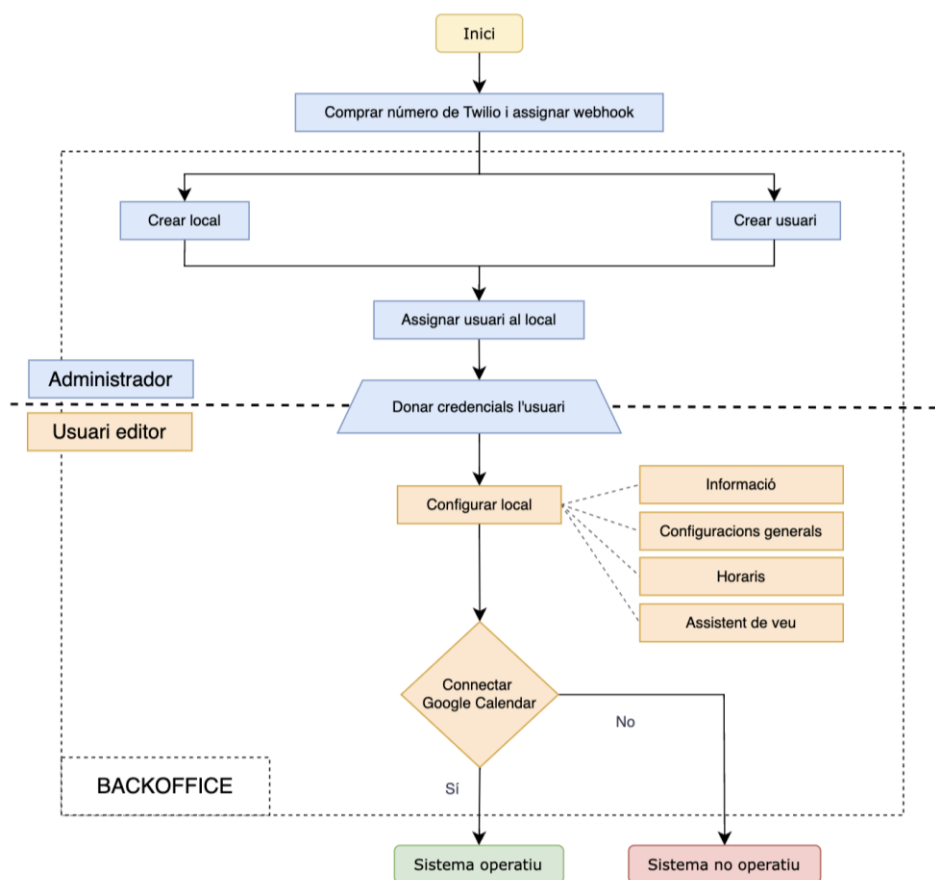 Inici
Comprar número de Twilio i assignar webhook
Crear local
Crear usuari
Assignar usuari al local
Administrador
Donar credencials l'usuari
Usuari editor
Configurar local
Informació
Configuracions generals
Horaris
Assistent de veu
Connectar
Google Calendar
No
Sí
BACKOFFICE
Sistema operatiu
Sistema no operatiu